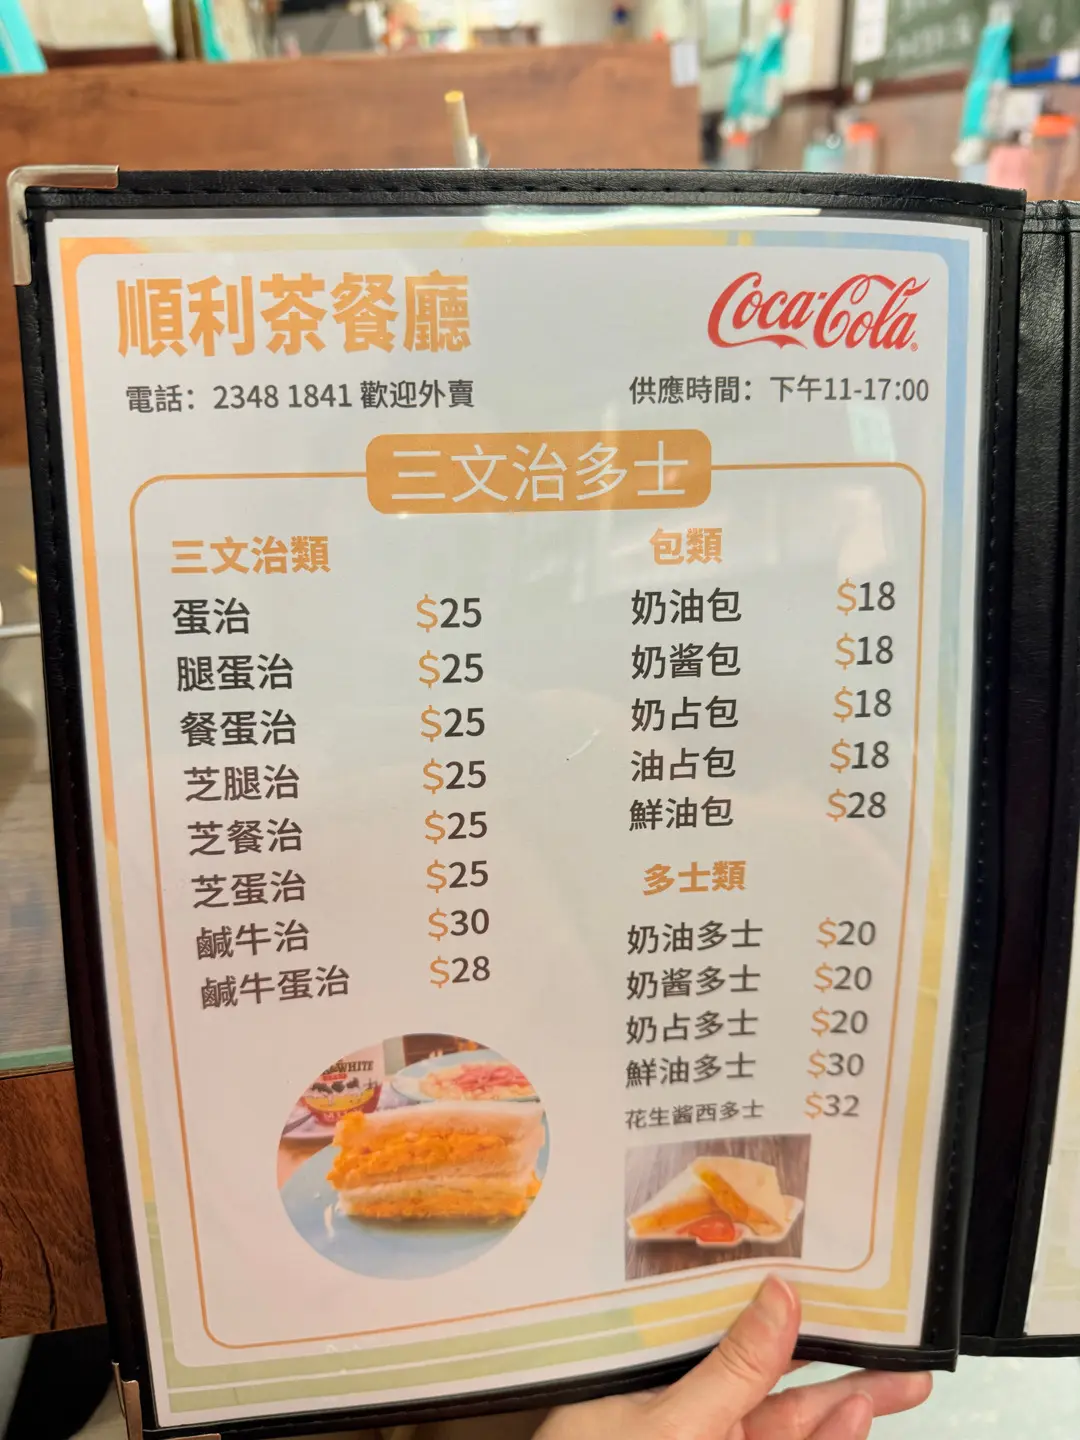 順利茶餐廳
Coca-Cola
電話：2348 1841 歡迎外賣
供應時間：下午11-17:00
三文治多士
三文治類
蛋治 $25
腿蛋治 $25
餐蛋治 $25
芝腿治 $25
芝餐治 $25
芝蛋治 $25
鹹牛治 $30
鹹牛蛋治 $28
包類
奶油包 $18
奶酱包 $18
奶占包 $18
油占包 $18
鮮油包 $28
多士類
奶油多士 $20
奶酱多士 $20
奶占多士 $20
鮮油多士 $30
花生酱西多士 $32
WHITE